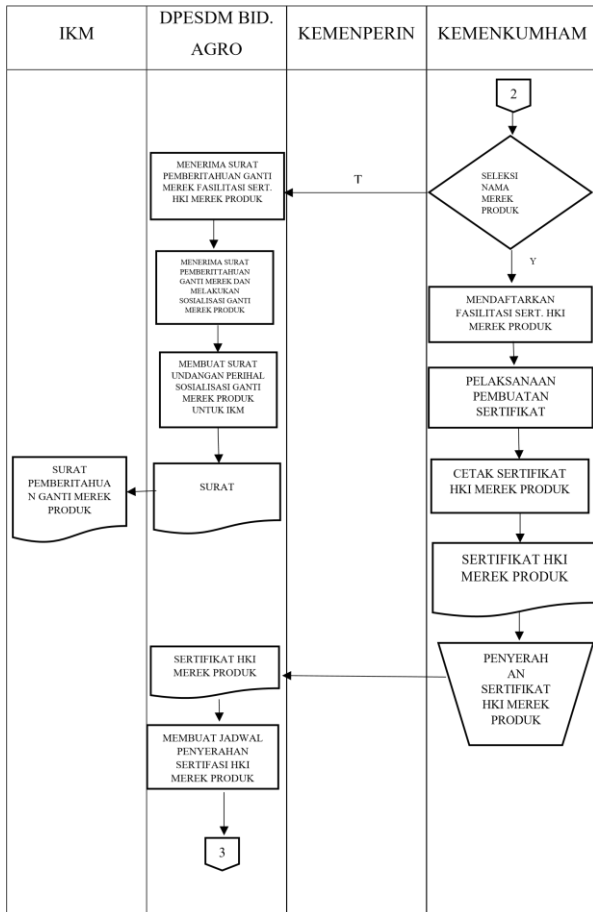 IKM
DPESDM BID.
AGRO
KEMENPERIN
KEMENKUMHAM
2
SELEKSI
NAMA
MEREK
PRODUK
T
Y
MENERIMA SURAT
PEMBERITAHUAN GANTI
MEREK FASILITASI SERT.
HKI MEREK PRODUK
MENERIMA SURAT
PEMBERITTAHUAN
GANTI MEREK DAN
MELAKUKAN
SOSIALISASI GANTI
MEREK PRODUK
MEMBUAT SURAT
UNDANGAN PERIHAL
SOSIALISASI GANTI
MEREK PRODUK
UNTUK IKM
SURAT
SURAT
PEMBERITAHUA
N GANTI MEREK
PRODUK
MENDAFTARKAN
FASILITASI SERT. HKI
MEREK PRODUK
PELAKSANAAN
PEMBUATAN
SERTIFIKAT
CETAK SERTIFIKAT
HKI MEREK PRODUK
SERTIFIKAT HKI
MEREK PRODUK
PENYERAH
AN
SERTIFIKAT
HKI MEREK
PRODUK
SERTIFIKAT HKI
MEREK PRODUK
MEMBUAT JADWAL
PENYERAHAN
SERTIFASI HKI
MEREK PRODUK
3